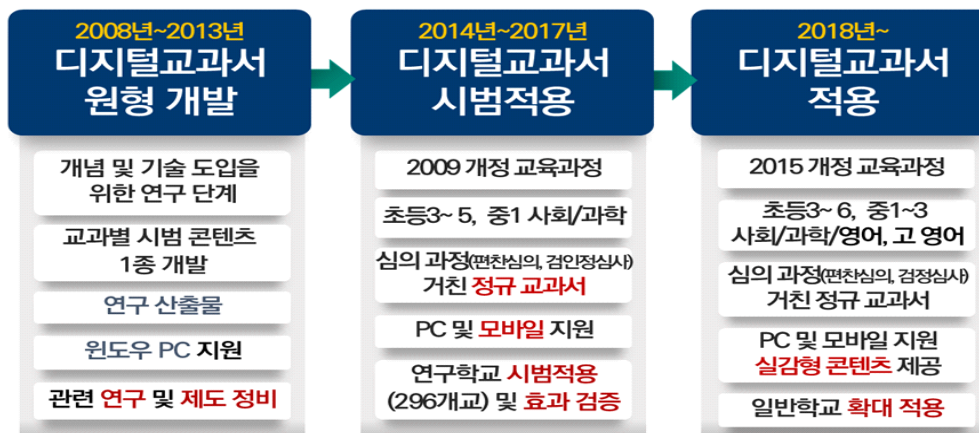 2008년~2013년
디지털교과서
원형 개발
개념 및 기술 도입을
위한 연구 단계
교과별 시범 콘텐츠
1종 개발
연구 산출물
윈도우 PC 지원
관련 연구 및 제도 정비
2014년~2017년
디지털교과서
시범적용
2009 개정 교육과정
초등3~ 5, 중1 사회/과학
심의 과정(편찬심의, 검인정심사)
거친 정규 교과서
PC 및 모바일 지원
연구학교 시범적용
(296개교) 및 효과 검증
2018년~
디지털교과서
적용
2015 개정 교육과정
초등3~ 6, 중1~3
사회/과학/영어, 고 영어
심의 과정(편찬심의, 검정심사)
거친 정규 교과서
PC 및 모바일 지원
실감형 콘텐츠 제공
일반학교 확대 적용